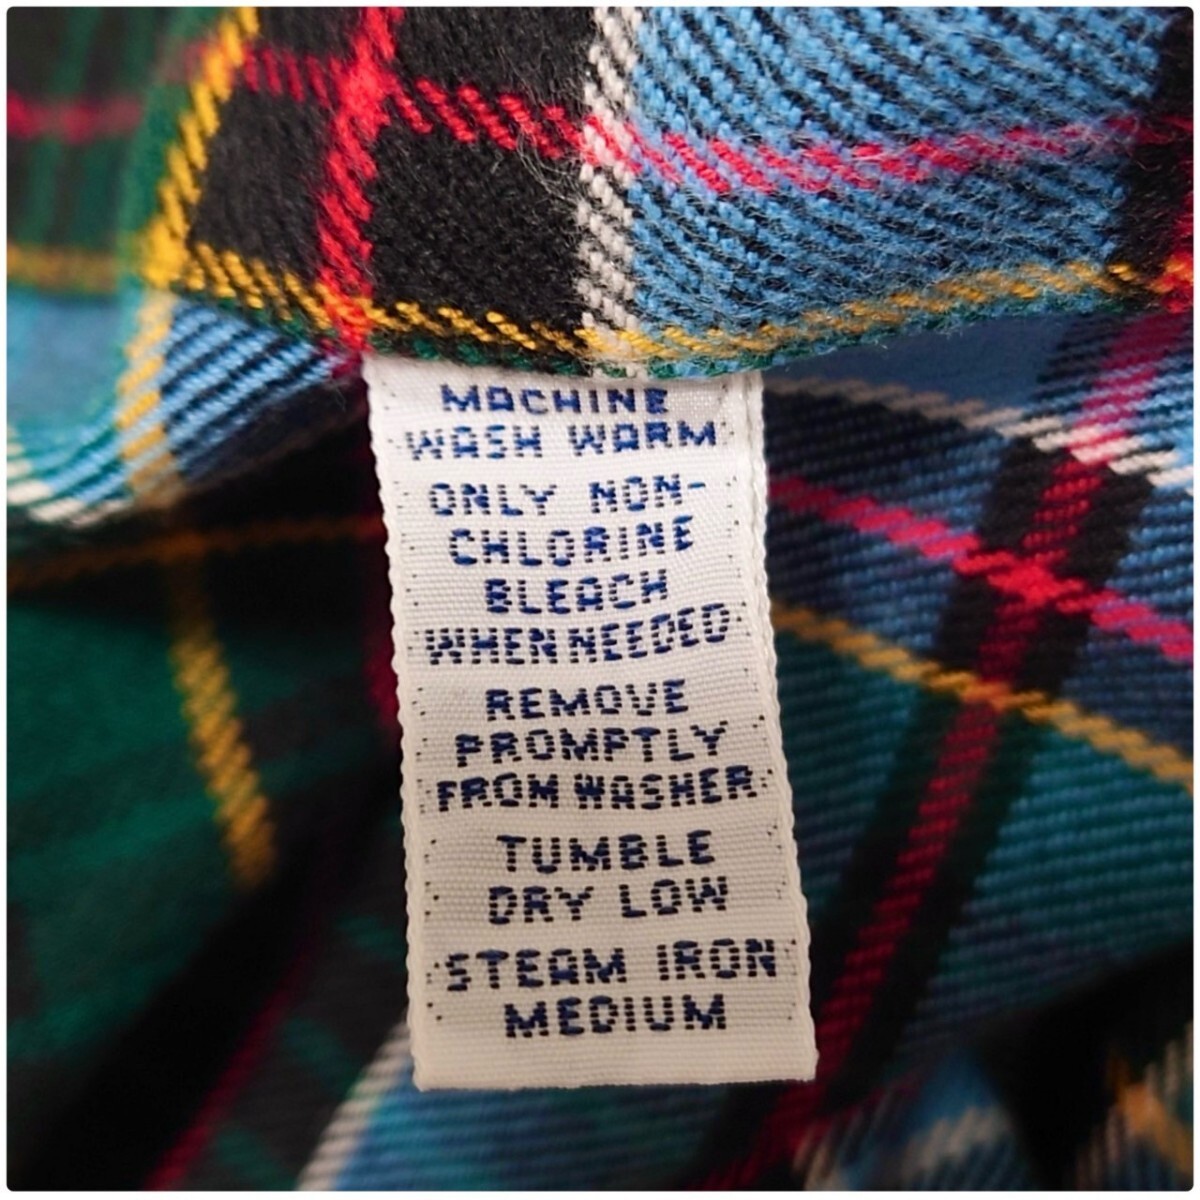 MACHINE
WASH WARM
ONLY NON-
CHLORINE
BLEACH
WHEN NEEDED
REMOVE
PROMPTLY
FROM WASHER
TUMBLE
DRY LOW
STEAM IRON
MEDIUM